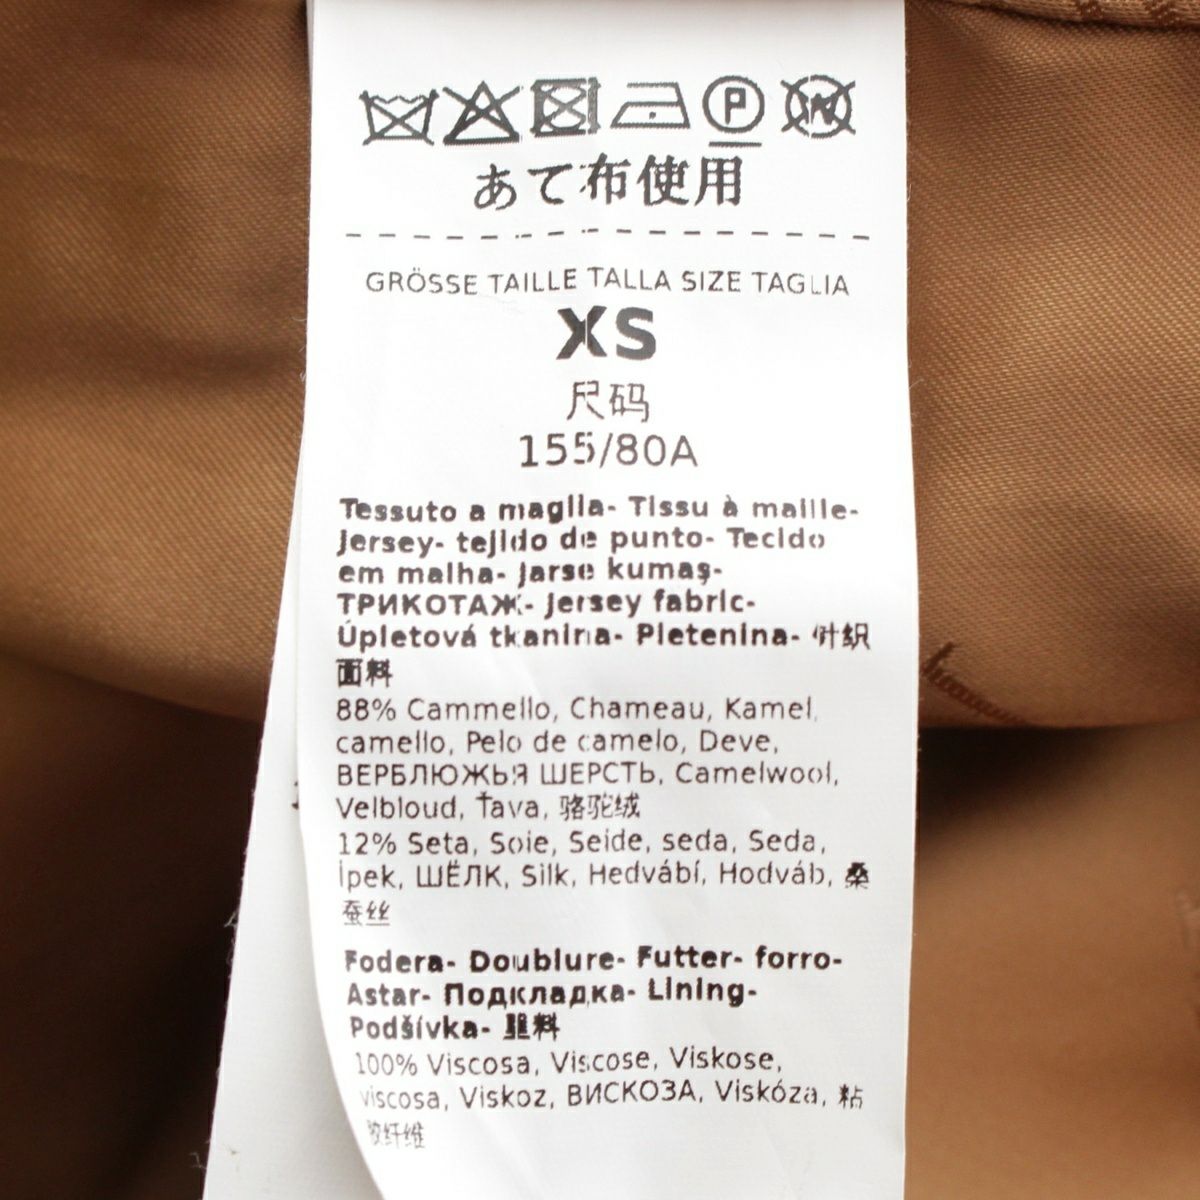 P
W
あて布使用
GRÖSSE TAILLE TALLA SIZE TAGLIA
XS
尺码
155/80A
Tessuto a maglia- Tissu à maille-
Jersey- tejido de punto- Tecido
em malha- Jarse kumaş-
ТРИКОТАЖ- Jersey fabric-
Úpletová tkanina- Pletenina- 针织
面料
88% Cammello, Chameau, Kamel,
camello, Pelo de camelo, Deve,
ВЕРБЛЮЖЬЯ ШЕРСТЬ, Camelwool,
Velbloud, Ťava, 骆驼绒
12% Seta, Soie, Seide, seda, Seda,
İpek, ШЁЛК, Silk, Hedvábí, Hodváb, 桑
蚕丝
Fodera- Doublure- Futter- forro-
Astar- Подкладка- Lining-
Podšívka- 里料
100% Viscosa, Viscose, Viskose,
viscosa, Viskoz, ВИСКОЗА, Viskóza, 粘
胶纤维